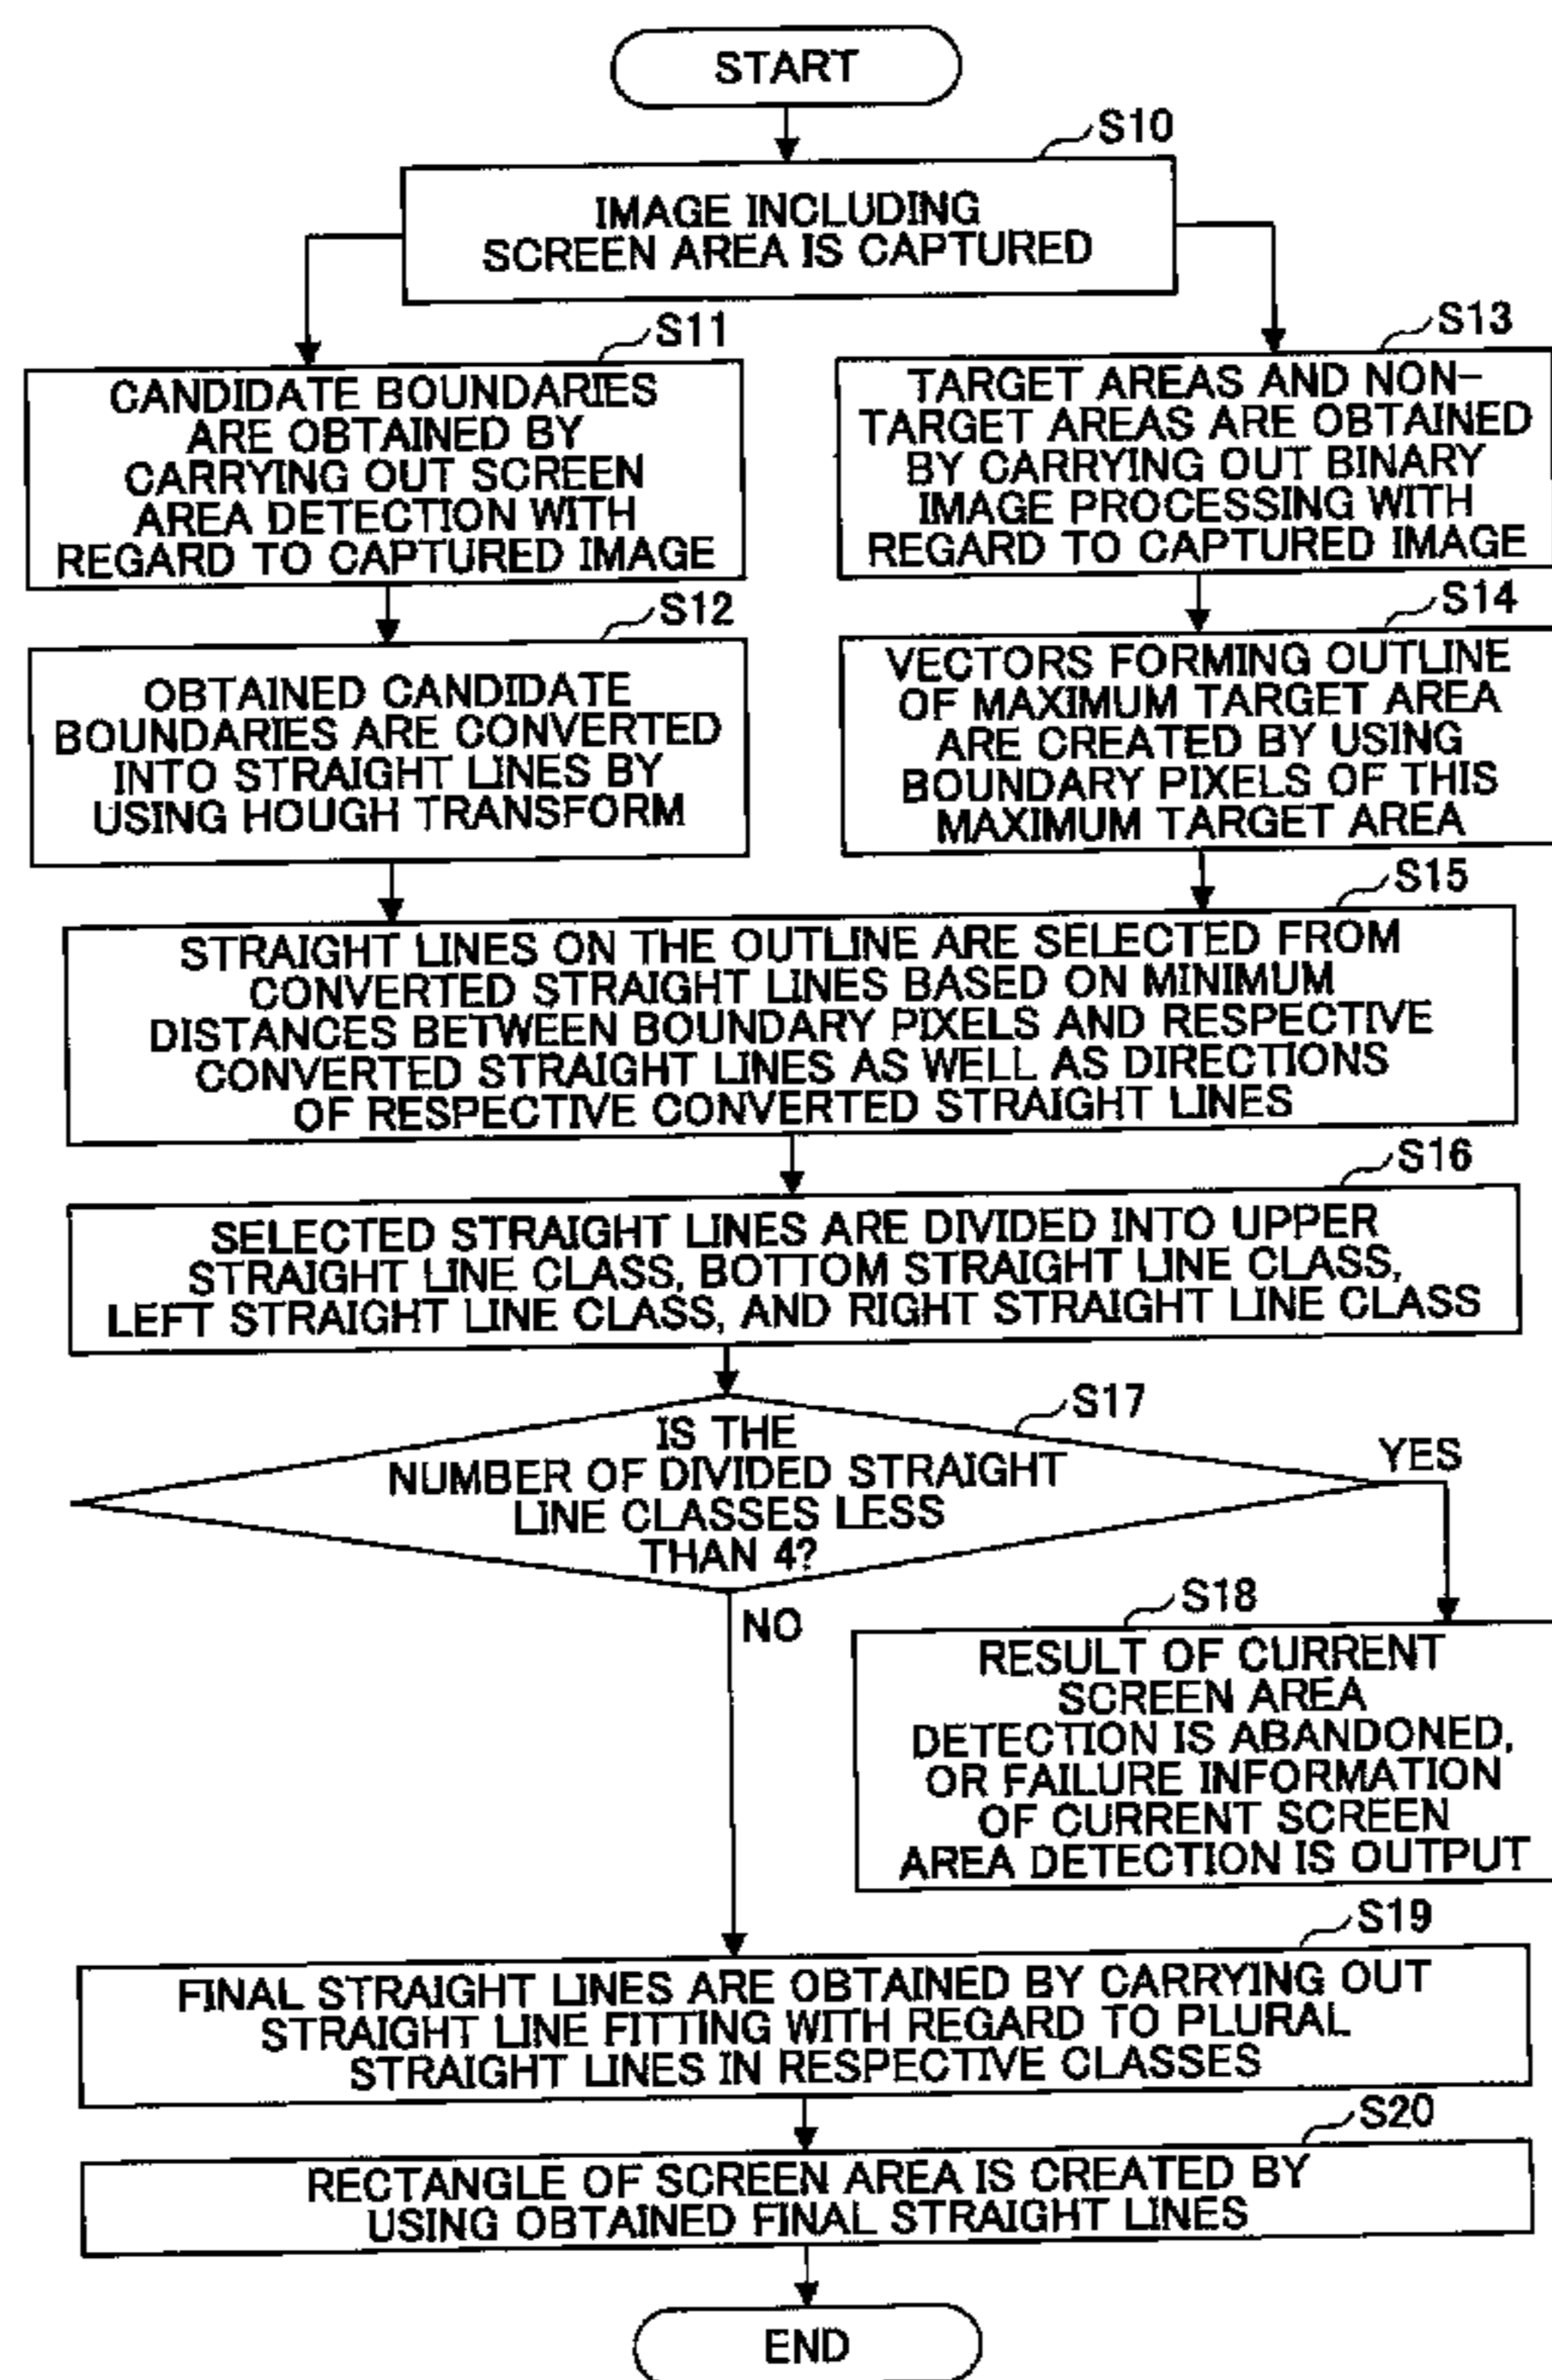 START
S10
IMAGE INCLUDING
SCREEN AREA IS CAPTURED
S11
CANDIDATE BOUNDARIES
ARE OBTAINED BY
CARRYING OUT SCREEN
AREA DETECTION WITH
REGARD TO CAPTURED IMAGE
S13
TARGET AREAS AND NON-
TARGET AREAS ARE OBTAINED
BY CARRYING OUT BINARY
IMAGE PROCESSING WITH
REGARD TO CAPTURED IMAGE
S12
OBTAINED CANDIDATE
BOUNDARIES ARE CONVERTED
INTO STRAIGHT LINES BY
USING HOUGH TRANSFORM
S14
VECTORS FORMING OUTLINE
OF MAXIMUM TARGET AREA
ARE CREATED BY USING
BOUNDARY PIXELS OF THIS
MAXIMUM TARGET AREA
S15
STRAIGHT LINES ON THE OUTLINE ARE SELECTED FROM
CONVERTED STRAIGHT LINES BASED ON MINIMUM
DISTANCES BETWEEN BOUNDARY PIXELS AND RESPECTIVE
CONVERTED STRAIGHT LINES AS WELL AS DIRECTIONS
OF RESPECTIVE CONVERTED STRAIGHT LINES
S16
SELECTED STRAIGHT LINES ARE DIVIDED INTO UPPER
STRAIGHT LINE CLASS, BOTTOM STRAIGHT LINE CLASS,
LEFT STRAIGHT LINE CLASS, AND RIGHT STRAIGHT LINE CLASS
S17
IS THE
NUMBER OF DIVIDED STRAIGHT
LINE CLASSES LESS
THAN 4?
YES
NO
S18
RESULT OF CURRENT
SCREEN AREA
DETECTION IS ABANDONED,
OR FAILURE INFORMATION
OF CURRENT SCREEN
AREA DETECTION IS OUTPUT
S19
FINAL STRAIGHT LINES ARE OBTAINED BY CARRYING OUT
STRAIGHT LINE FITTING WITH REGARD TO PLURAL
STRAIGHT LINES IN RESPECTIVE CLASSES
S20
RECTANGLE OF SCREEN AREA IS CREATED BY
USING OBTAINED FINAL STRAIGHT LINES
END